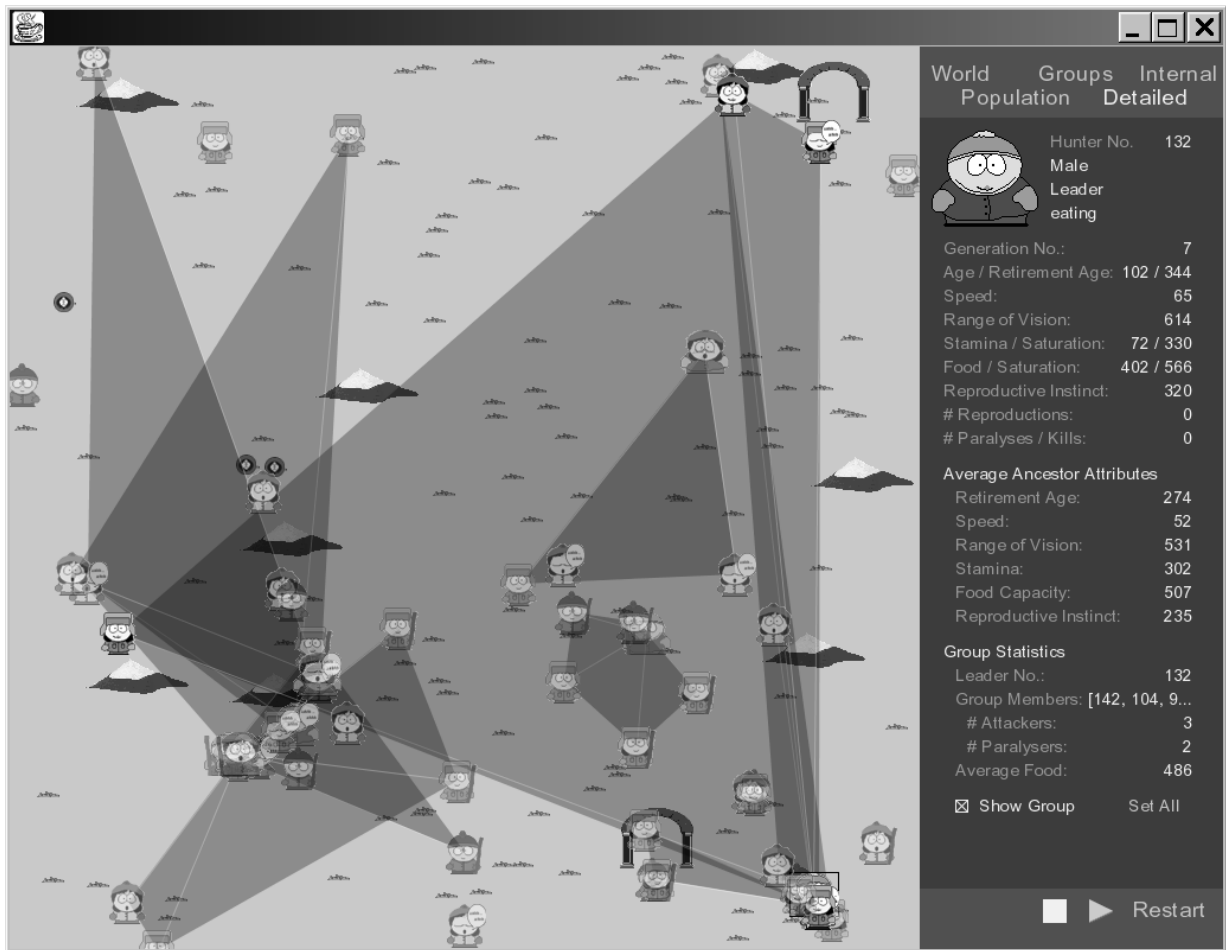 World Groups Internal
Population Detailed
Hunter No. 132
Male
Leader
eating
Generation No.: 7
Age / Retirement Age: 102 / 344
Speed: 65
Range of Vision: 614
Stamina / Saturation: 72 / 330
Food / Saturation: 402 / 566
Reproductive Instinct: 320
# Reproductions: 0
# Paralyses / Kills: 0
Average Ancestor Attributes
Retirement Age: 274
Speed: 52
Range of Vision: 531
Stamina: 302
Food Capacity: 507
Reproductive Instinct: 235
Group Statistics
Leader No.: 132
Group Members: [142, 104, 9...
# Attackers: 3
# Paralysers: 2
Average Food: 486
Show Group Set All
Restart